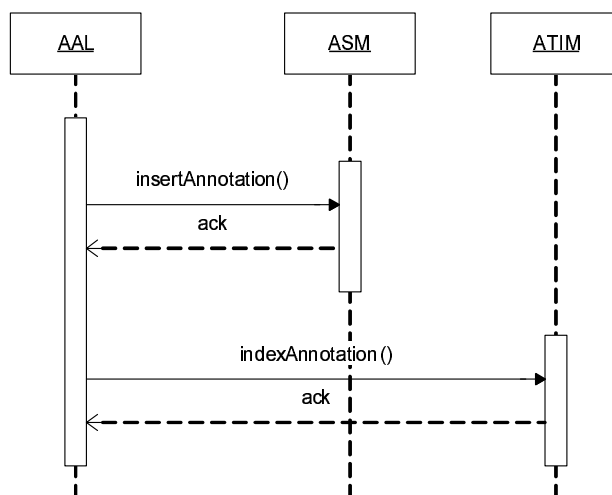 AAL
ASM
ATIM
insertAnnotation()
ack
indexAnnotation()
ack